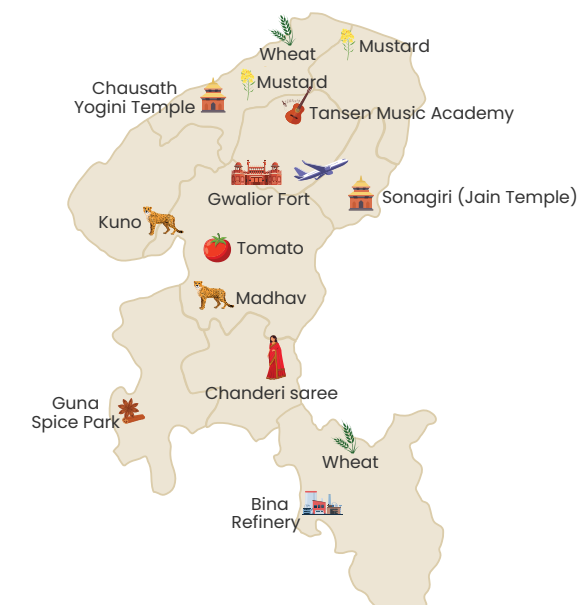 Wheat
Mustard
Mustard
Chausath
Yogini Temple
Tansen Music Academy
Gwalior Fort
Sonagiri (Jain Temple)
Kuno
Tomato
Madhav
Chanderi saree
Guna
Spice Park
Wheat
Bina
Refinery